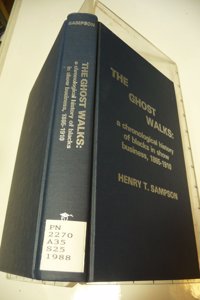 SAMPSON
THE GHOST WALKS:
a chronological history of blacks
in show business, 1865-1910
PN
2270
A35
S25
1988
THE
GHOST
WALKS:
a chronological history
of blacks in show
business, 1865-1910
HENRY T. SAMPSON